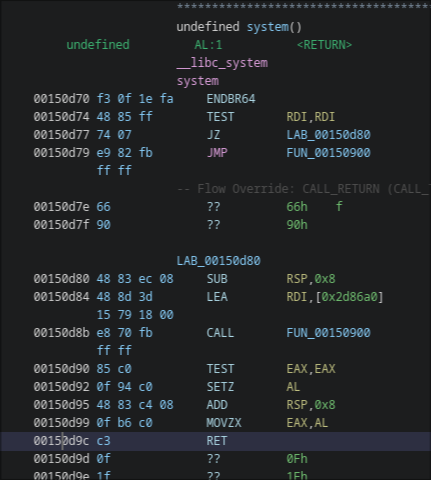 ************************************
undefined system()
undefined AL:1 <RETURN>
__libc_system
system
00150d70 f3 0f 1e fa ENDBR64
00150d74 48 85 ff TEST RDI,RDI
00150d77 74 07 JZ LAB_00150d80
00150d79 e9 82 fb JMP FUN_00150900
ff ff
-- Flow Override: CALL_RETURN (CALL_
00150d7e 66 ?? 66h f
00150d7f 90 ?? 90h
LAB_00150d80
00150d80 48 83 ec 08 SUB RSP,0x8
00150d84 48 8d 3d LEA RDI,[0x2d86a0]
15 79 18 00
00150d8b e8 70 fb CALL FUN_00150900
ff ff
00150d90 85 c0 TEST EAX,EAX
00150d92 0f 94 c0 SETZ AL
00150d95 48 83 c4 08 ADD RSP,0x8
00150d99 0f b6 c0 MOVZX EAX,AL
00150d9c c3 RET
00150d9d 0f ?? 0Fh
00150d9e 1f ?? 1Fh